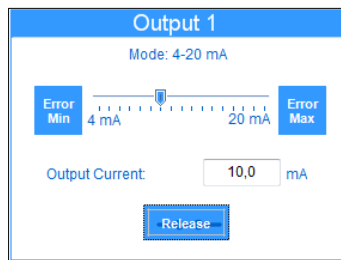 Output 1
Mode: 4-20 mA
Error Min
Error Max
4 mA
20 mA
Output Current: 10,0 mA
Release